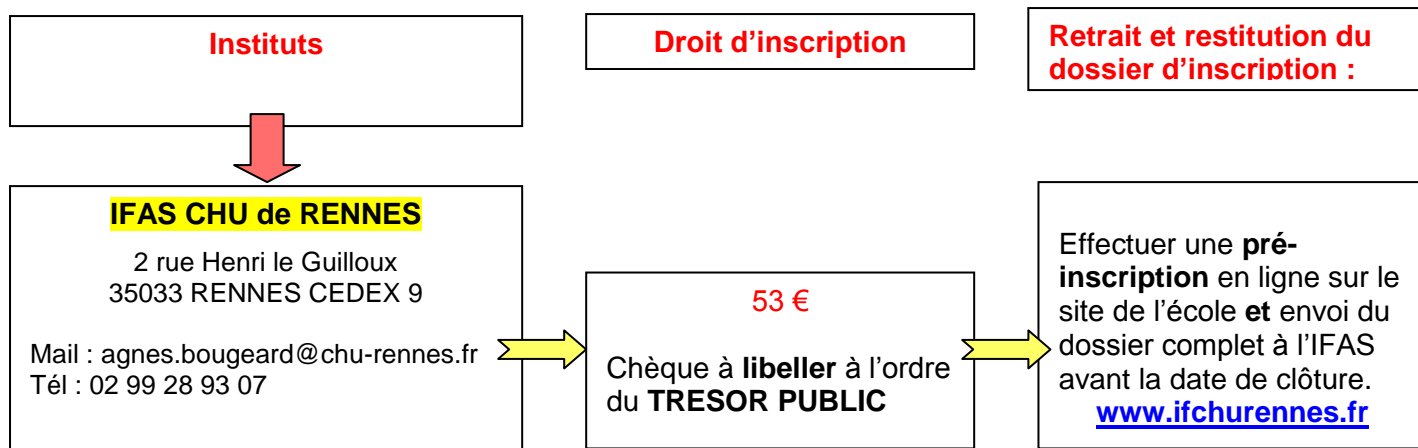 Instituts
Droit d'inscription
Retrait et restitution du
dossier d'inscription :
IFAS CHU de RENNES
2 rue Henri le Guilloux
35033 RENNES CEDEX 9
Mail : agnes.bougeard@chu-rennes.fr
Tél : 02 99 28 93 07
53 €
Chèque à libeller à l'ordre
du TRESOR PUBLIC
Effectuer une pré-
inscription en ligne sur le
site de l'école et envoi du
dossier complet à l'IFAS
avant la date de clôture.
www.ifchurennes.fr